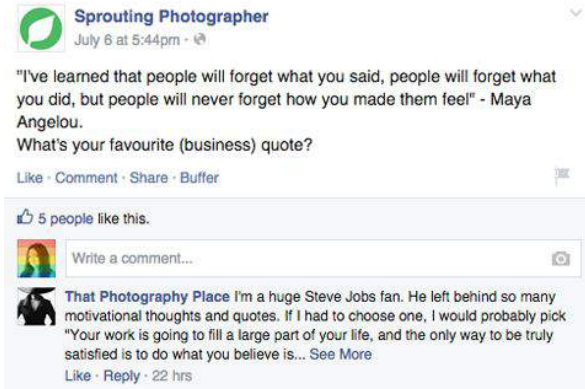 Sprouting Photographer
July 6 at 5:44pm ·
"I've learned that people will forget what you said, people will forget what
you did, but people will never forget how you made them feel" - Maya
Angelou.
What's your favourite (business) quote?
Like · Comment · Share · Buffer
5 people like this.
Write a comment...
That Photography Place I'm a huge Steve Jobs fan. He left behind so many
motivational thoughts and quotes. If I had to choose one, I would probably pick
"Your work is going to fill a large part of your life, and the only way to be truly
satisfied is to do what you believe is... See More
Like · Reply · 22 hrs